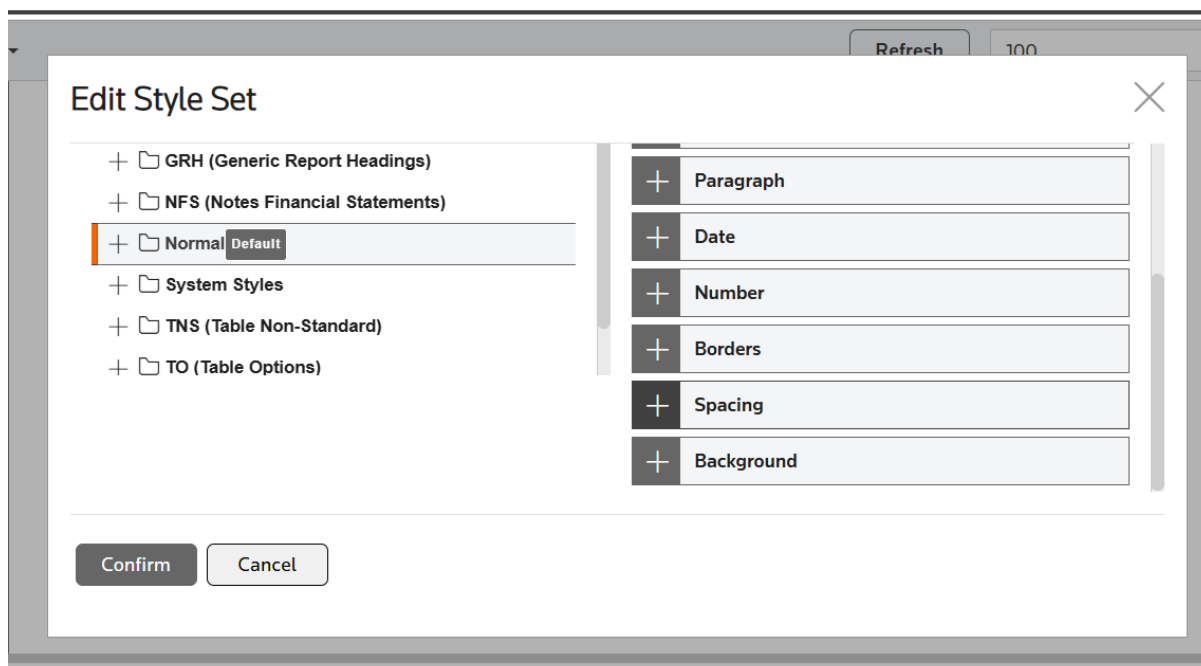 Refresh
100
Edit Style Set
GRH (Generic Report Headings)
NFS (Notes Financial Statements)
Normal Default
System Styles
TNS (Table Non-Standard)
TO (Table Options)
Paragraph
Date
Number
Borders
Spacing
Background
Confirm
Cancel